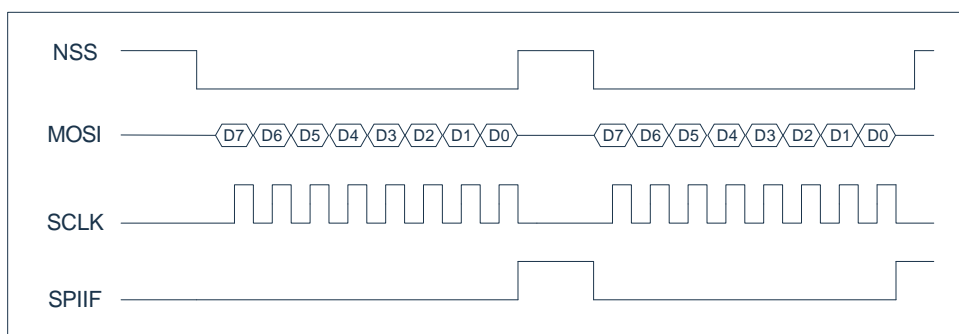 NSS
MOSI D7 D6 D5 D4 D3 D2 D1 D0 D7 D6 D5 D4 D3 D2 D1 D0
SCLK
SPIIF